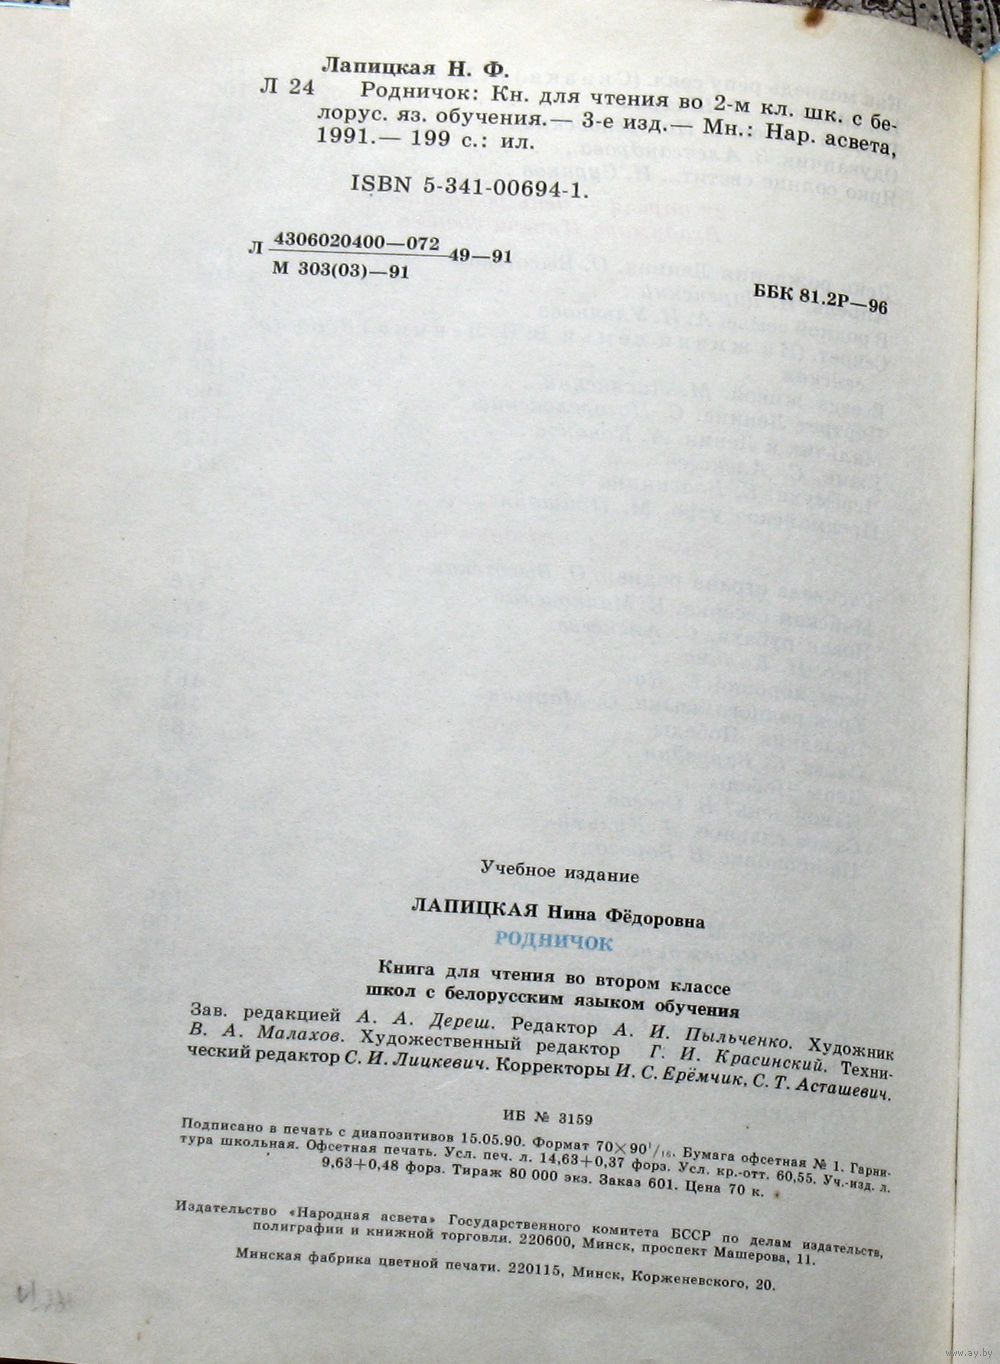 Лапицкая Н. Ф.
Л 24 Родничок: Кн. для чтения во 2-м кл. шк. с бе-
лорус. яз. обучения.— 3-е изд.— Мн.: Нар. асвета,
1991.— 199 с.: ил.
ISBN 5-341-00694-1.
Л 4306020400—072 49—91
М 303(03)—91
ББК 81.2Р—96
Учебное издание
ЛАПИЦКАЯ Нина Фёдоровна
РОДНИЧОК
Книга для чтения во втором классе
школ с белорусским языком обучения
Зав. редакцией А. А. Дереш. Редактор А. И. Пыльченко. Художник
В. А. Малахов. Художественный редактор Г. И. Красинский. Техни-
ческий редактор С. И. Лицкевич. Корректоры И. С. Ерёмчик, С. Т. Асташевич.
ИБ № 3159
Подписано в печать с диапозитивов 15.05.90. Формат 70×90¹/₁₆. Бумага офсетная № 1. Гарни-
тура школьная. Офсетная печать. Усл. печ. л. 14,63+0,37 форз. Усл. кр.-отт. 60,55. Уч.-изд. л.
9,63+0,48 форз. Тираж 80 000 экз. Заказ 601. Цена 70 к.
Издательство «Народная асвета» Государственного комитета БССР по делам издательств,
полиграфии и книжной торговли. 220600, Минск, проспект Машерова, 11.
Минская фабрика цветной печати. 220115, Минск, Корженевского, 20.
www.ay.by